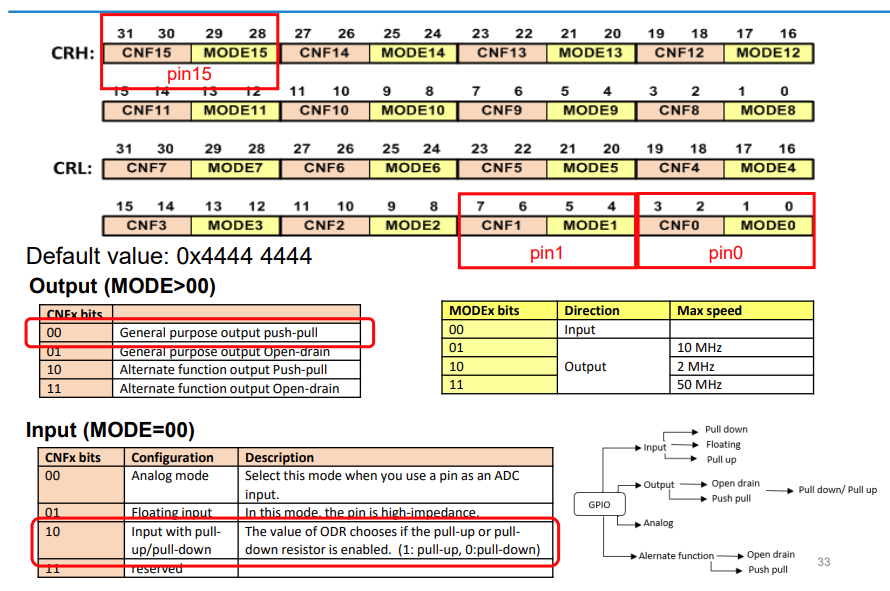 31 30 29 28 27 26 25 24 23 22 21 20 19 18 17 16
CRH: CNF15 MODE15 CNF14 MODE14 CNF13 MODE13 CNF12 MODE12
pin15
15 14 13 12 11 10 9 8 7 6 5 4 3 2 1 0
CNF11 MODE11 CNF10 MODE10 CNF9 MODE9 CNF8 MODE8
31 30 29 28 27 26 25 24 23 22 21 20 19 18 17 16
CRL: CNF7 MODE7 CNF6 MODE6 CNF5 MODE5 CNF4 MODE4
15 14 13 12 11 10 9 8 7 6 5 4 3 2 1 0
CNF3 MODE3 CNF2 MODE2 CNF1 MODE1 CNF0 MODE0
pin1 pin0
Default value: 0x4444 4444
Output (MODE>00)
CNFx bits
00 General purpose output push-pull
01 General purpose output Open-drain
10 Alternate function output Push-pull
11 Alternate function output Open-drain
MODEx bits Direction Max speed
00 Input
01 10 MHz
10 Output 2 MHz
11 50 MHz
Input (MODE=00)
CNFx bits Configuration Description
00 Analog mode Select this mode when you use a pin as an ADC
input.
01 Floating input In this mode, the pin is high-impedance.
10 Input with pull- The value of ODR chooses if the pull-up or pull-
up/pull-down down resistor is enabled. (1: pull-up, 0:pull-down)
11 reserved
Pull down
Input Floating
Pull up
Output Open drain
Pull down/ Pull up
Push pull
GPIO
Analog
Alernate function Open drain
Push pull
33